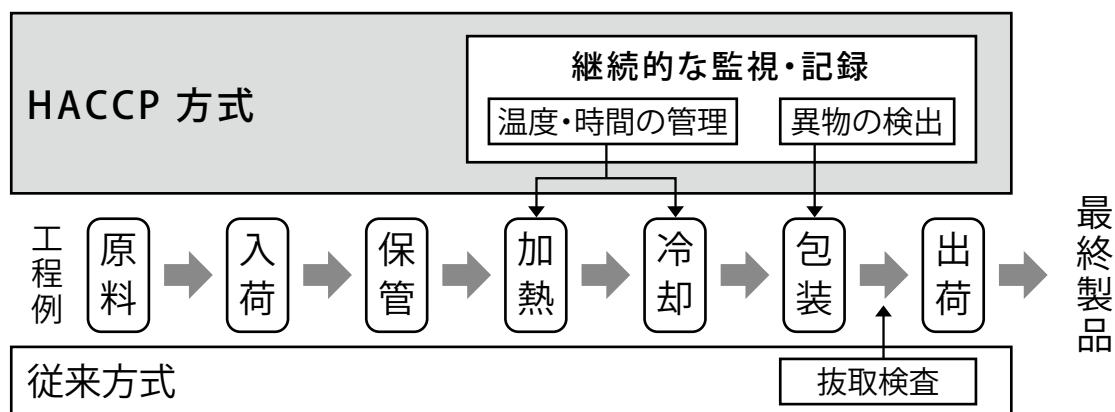 継続的な監視・記録
HACCP 方式
温度・時間の管理
異物の検出
工程例
原料
入荷
保管
加熱
冷却
包装
出荷
最終製品
従来方式
抜取検査